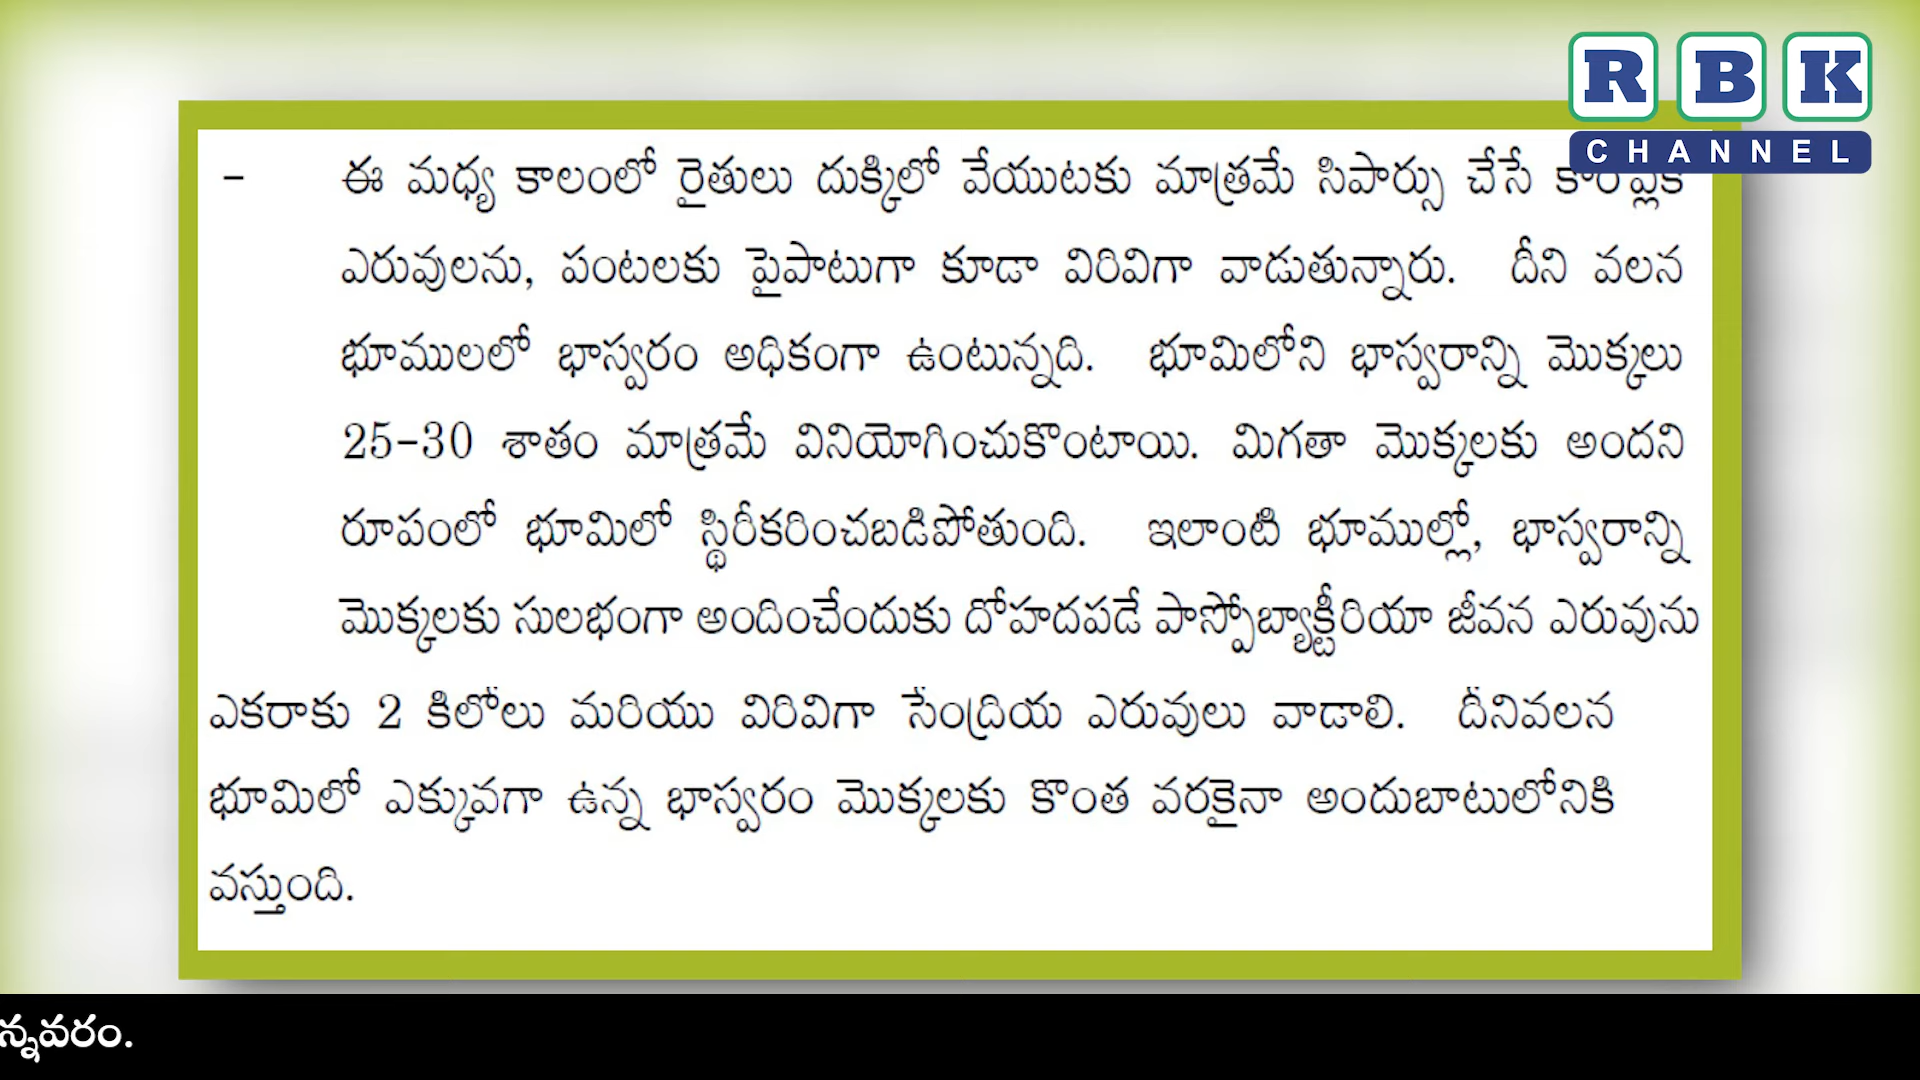 R B K
CHANNEL
- ఈ మధ్య కాలంలో రైతులు దుక్కిలో వేయుటకు మాత్రమే సిపార్సు చేసే
ఎరువులను, పంటలకు పైపాటుగా కూడా విరివిగా వాడుతున్నారు. దీని వలన
భూములలో భాస్వరం అధికంగా ఉంటున్నది. భూమిలోని భాస్వరాన్ని మొక్కలు
25-30 శాతం మాత్రమే వినియోగించుకొంటాయి. మిగతా మొక్కలకు అందని
రూపంలో భూమిలో స్థిరీకరించబడిపోతుంది. ఇలాంటి భూముల్లో, భాస్వరాన్ని
మొక్కలకు సులభంగా అందించేందుకు దోహదపడే పాస్పోబ్యాక్టీరియా జీవన ఎరువును
ఎకరాకు 2 కిలోలు మరియు విరివిగా సేంద్రియ ఎరువులు వాడాలి. దీనివలన
భూమిలో ఎక్కువగా ఉన్న భాస్వరం మొక్కలకు కొంత వరకైనా అందుబాటులోనికి
వస్తుంది.
న్నవరం.